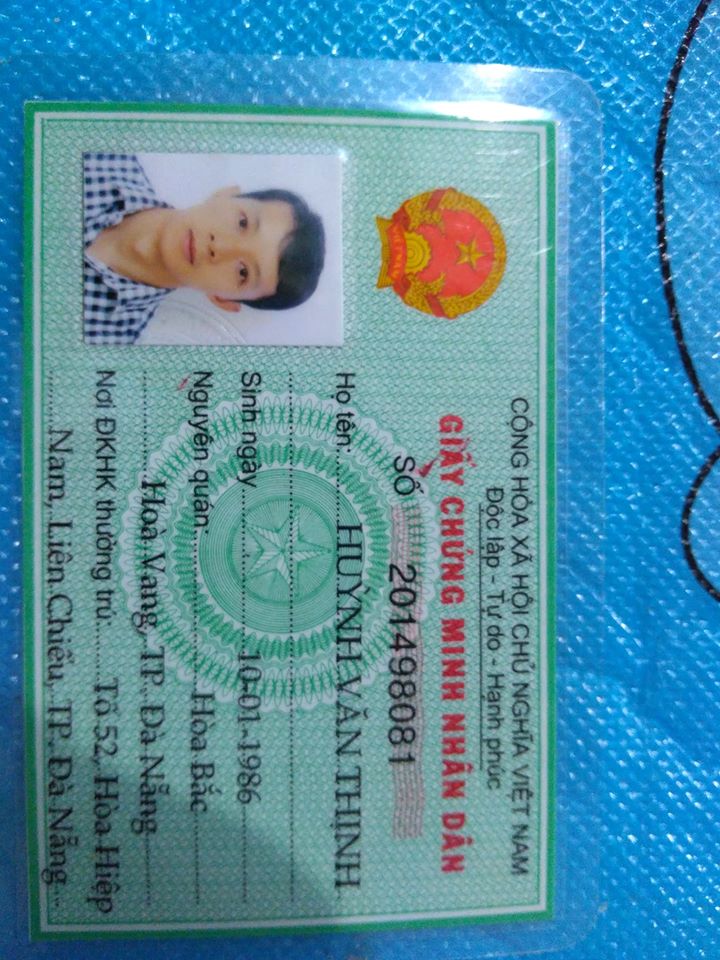 CỘNG HÒA XÃ HỘI CHỦ NGHĨA VIỆT NAM
Độc lập - Tự do - Hạnh phúc
GIẤY CHỨNG MINH NHÂN DÂN
SỐ 201498081
VIỆT NAM
Họ tên: HUỲNH VĂN THỊNH
Sinh ngày 10-01-1986
Nguyên quán: Hòa Bắc
Hoà Vang, TP. Đà Nẵng
Nơi ĐKHK thường trú: Tổ 52, Hòa Hiệp
Nam, Liên Chiểu, TP. Đà Nẵng